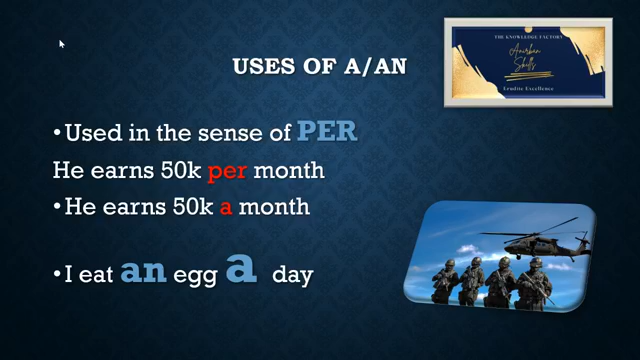 THE KNOWLEDGE FACTORY
Anirban
Skills
Erudite Excellence
USES OF A/AN
•Used in the sense of PER
He earns 50k per month
•He earns 50k a month
•I eat an egg a day